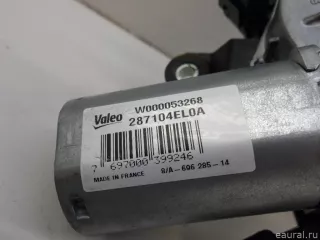 Valeo
W000053268
287104EL0A
7 697000 399246
MADE IN FRANCE S/A-696 285-14
© eaural.ru